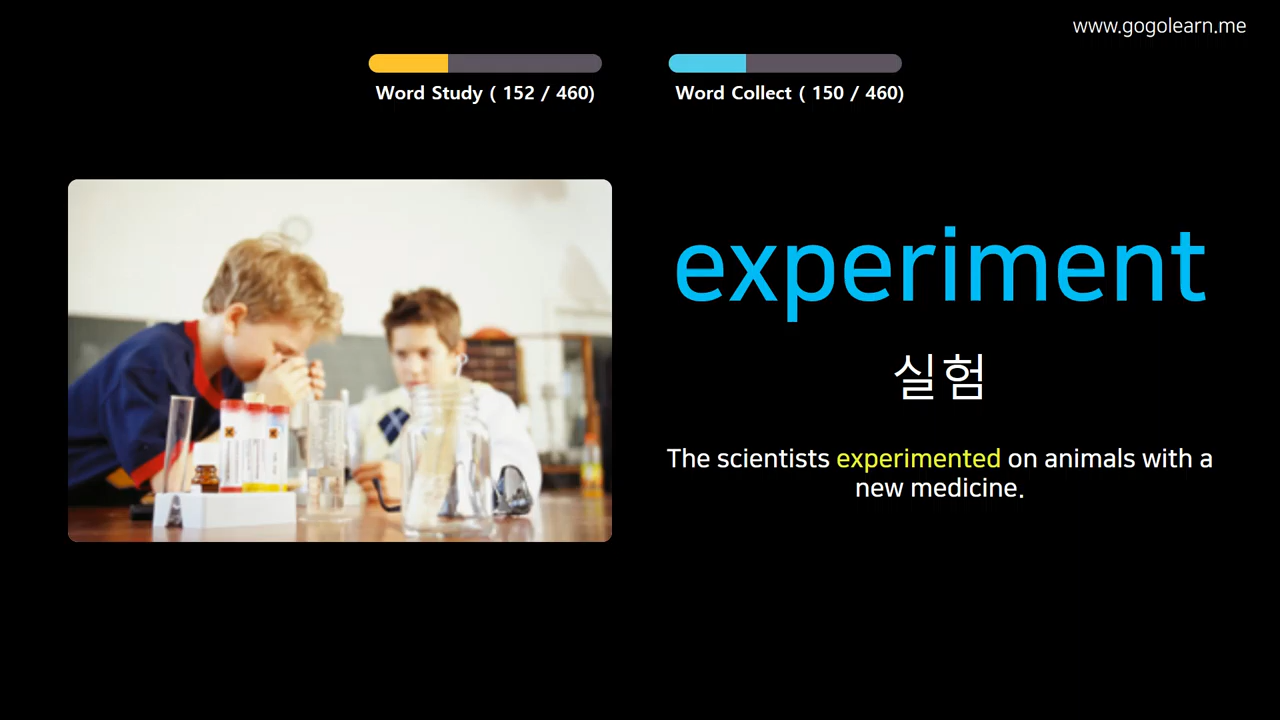 www.gogolearn.me
Word Study ( 152 / 460)
Word Collect ( 150 / 460)
experiment
실험
The scientists experimented on animals with a
new medicine.